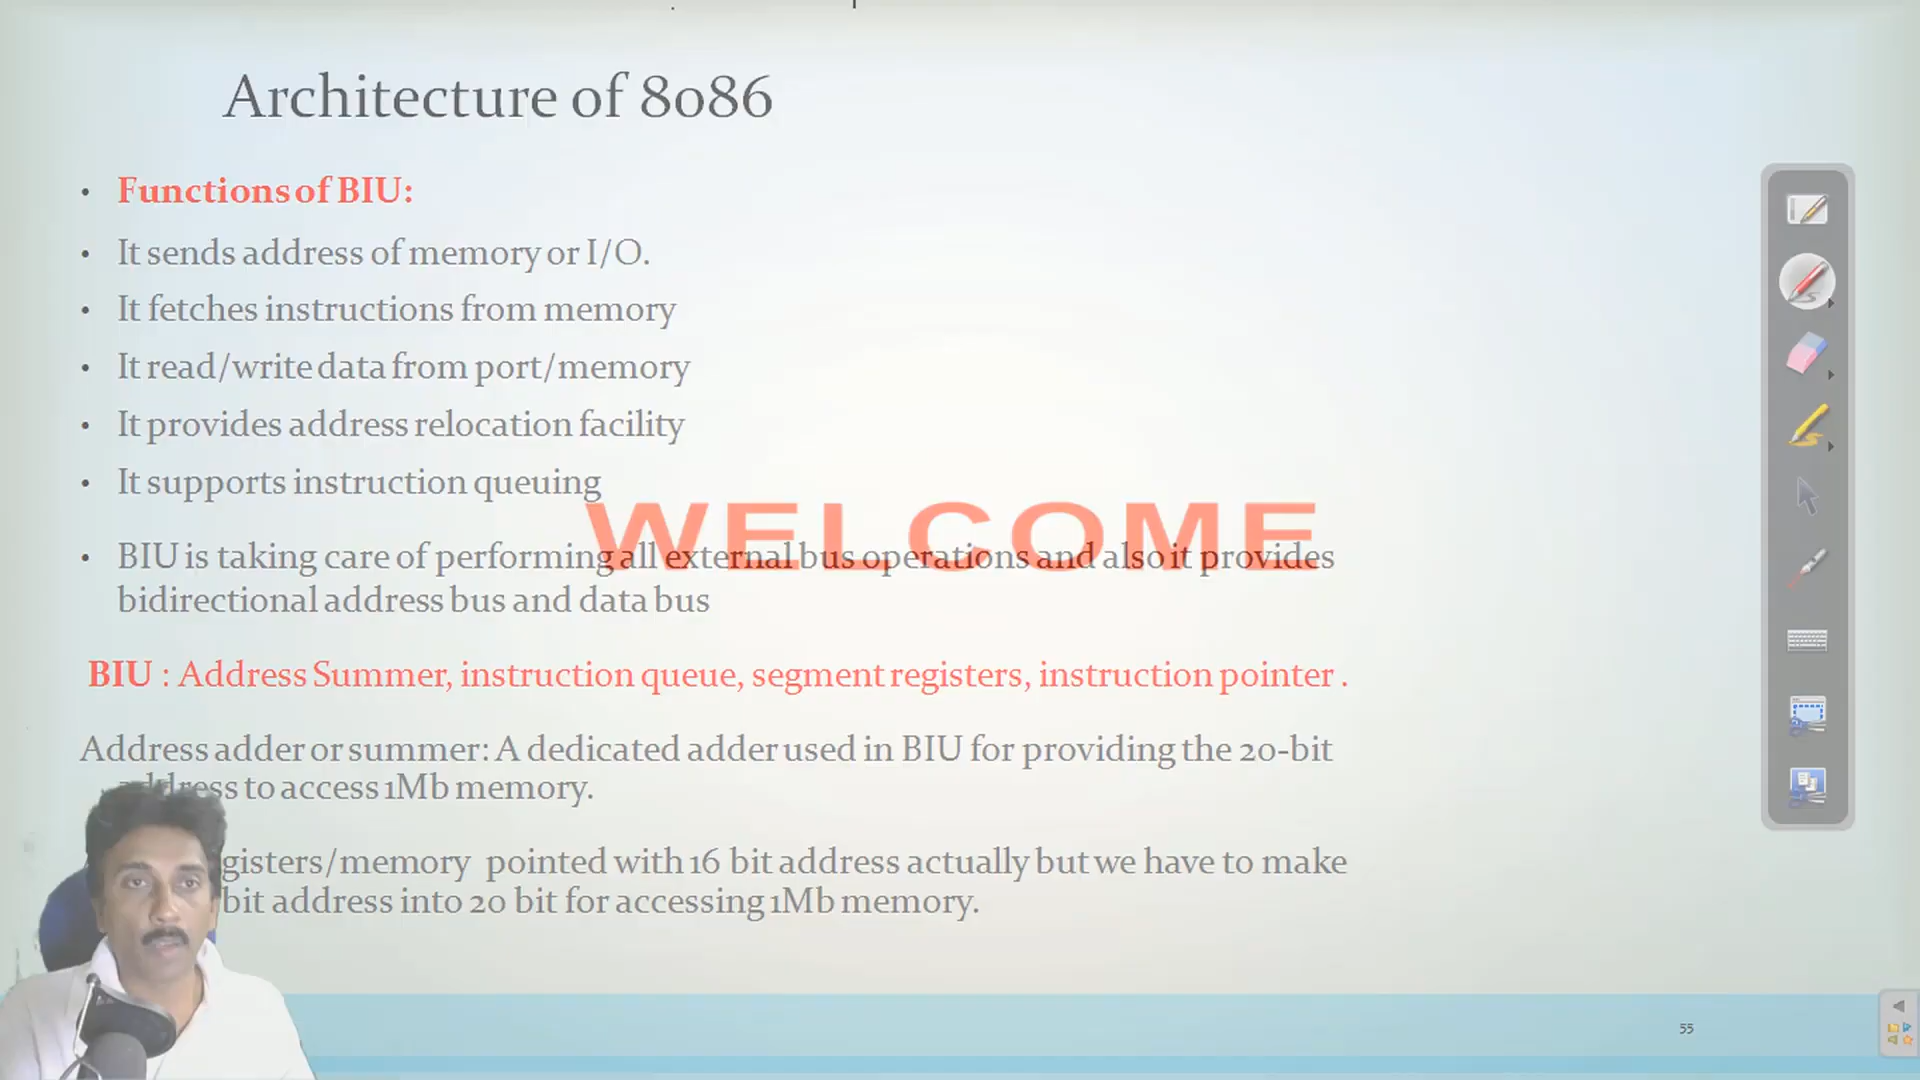 Architecture of 8086
• Functions of BIU:
• It sends address of memory or I/O.
• It fetches instructions from memory
• It read/write data from port/memory
• It provides address relocation facility
• It supports instruction queuing
WELCOME
• BIU is taking care of performing all external bus operations and also it provides
bidirectional address bus and data bus
BIU : Address Summer, instruction queue, segment registers, instruction pointer .
Address adder or summer: A dedicated adder used in BIU for providing the 20-bit
address to access 1Mb memory.
gisters/memory pointed with 16 bit address actually but we have to make
bit address into 20 bit for accessing 1Mb memory.
55